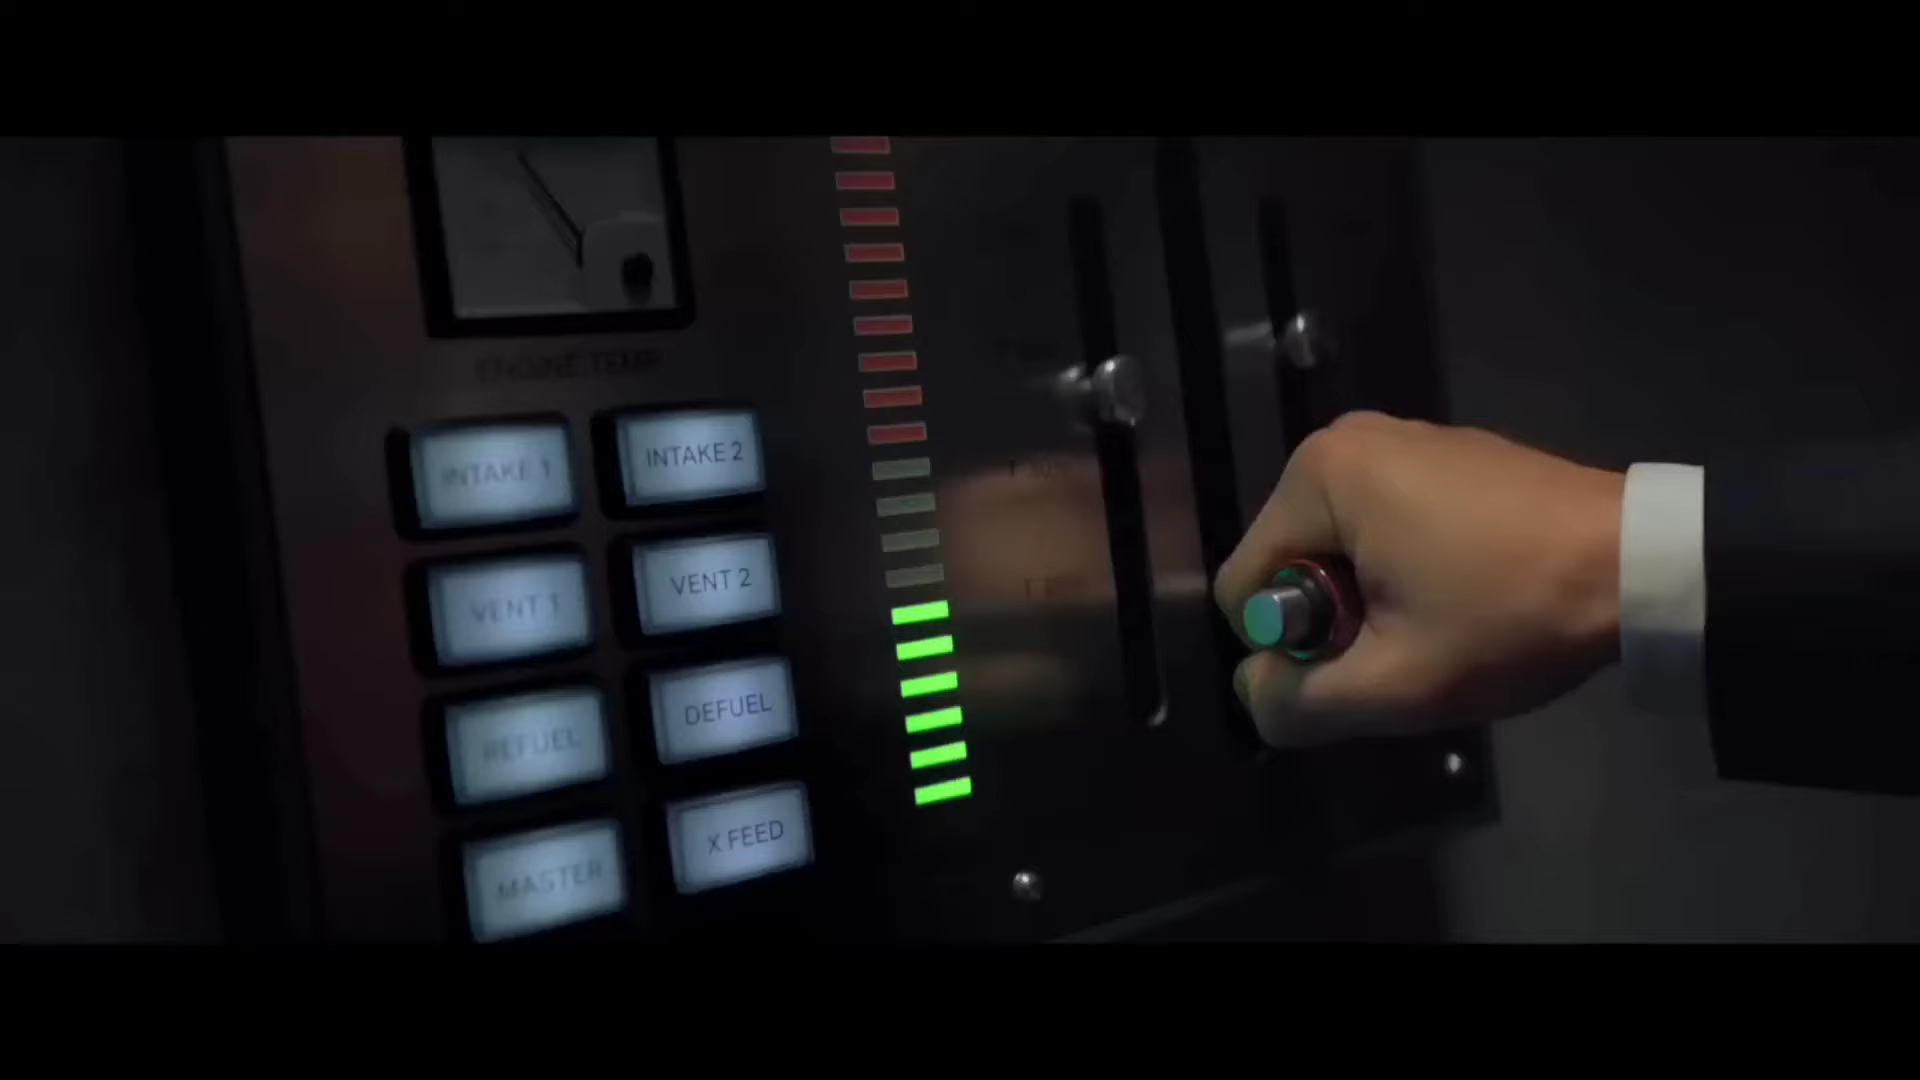 ENGINE TEMP
INTAKE 1
INTAKE 2
VENT 1
VENT 2
REFUEL
DEFUEL
MASTER
X FEED